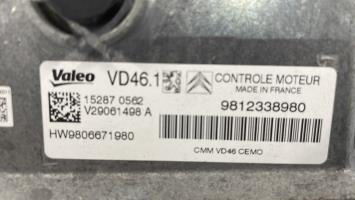 Valeo VD46.1 CONTROLE MOTEUR
MADE IN FRANCE
15287 0562
V29061498 A
9812338980
HW9806671980
CMM VD46 CEMO